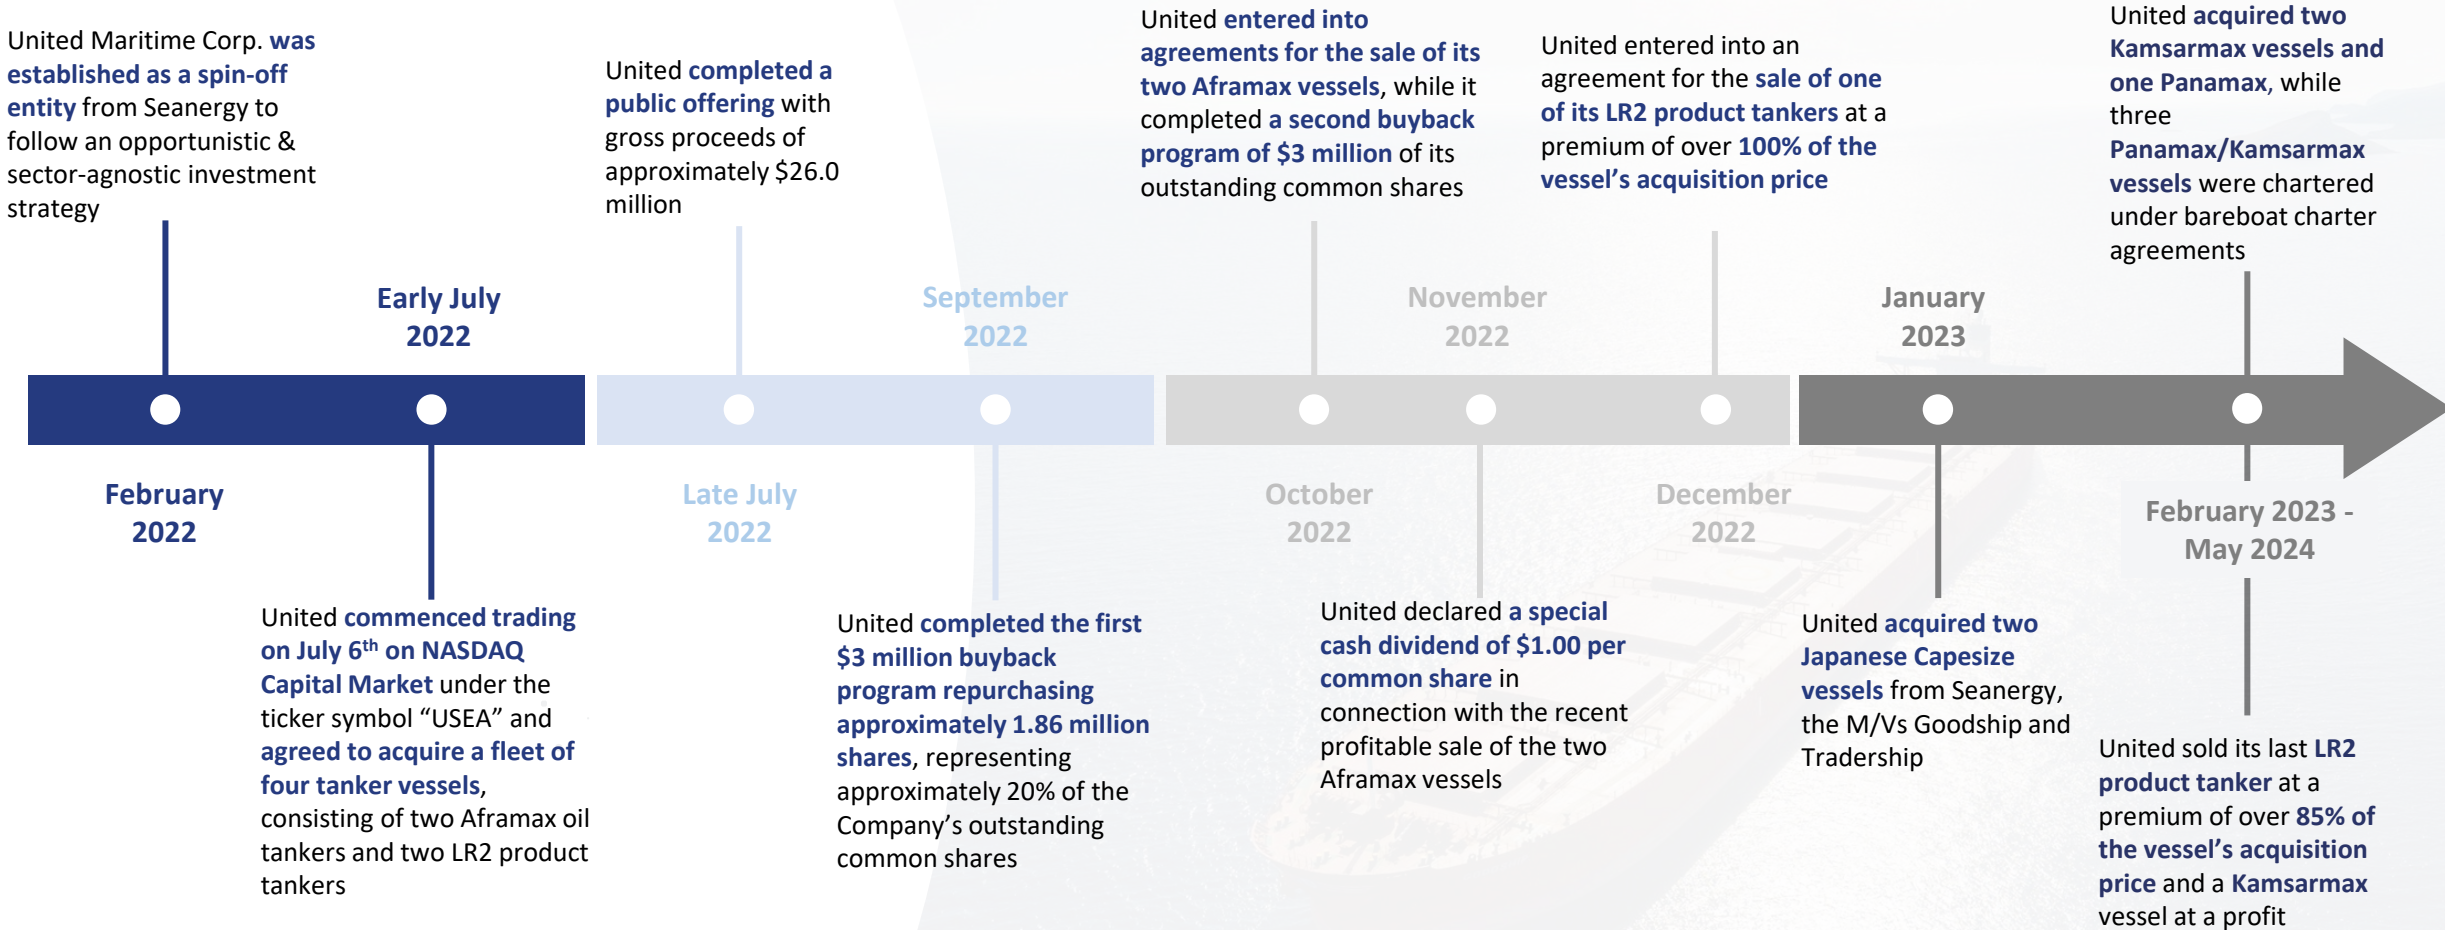 United Maritime Corp. was
established as a spin-off
entity from Seanergy to
follow an opportunistic &
sector-agnostic investment
strategy
February
2022
Early July
2022
United commenced trading
on July 6th on NASDAQ
Capital Market under the
ticker symbol “USEA” and
agreed to acquire a fleet of
four tanker vessels,
consisting of two Aframax oil
tankers and two LR2 product
tankers
United completed a
public offering with
gross proceeds of
approximately $26.0
million
Late July
2022
September
2022
United completed the first
$3 million buyback
program repurchasing
approximately 1.86 million
shares, representing
approximately 20% of the
Company’s outstanding
common shares
United entered into
agreements for the sale of its
two Aframax vessels, while it
completed a second buyback
program of $3 million of its
outstanding common shares
October
2022
November
2022
United declared a special
cash dividend of $1.00 per
common share in
connection with the recent
profitable sale of the two
Aframax vessels
United entered into an
agreement for the sale of one
of its LR2 product tankers at a
premium of over 100% of the
vessel’s acquisition price
December
2022
January
2023
United acquired two
Japanese Capesize
vessels from Seanergy,
the M/Vs Goodship and
Tradership
United acquired two
Kamsarmax vessels and
one Panamax, while
three
Panamax/Kamsarmax
vessels were chartered
under bareboat charter
agreements
February 2023 -
May 2024
United sold its last LR2
product tanker at a
premium of over 85% of
the vessel’s acquisition
price and a Kamsarmax
vessel at a profit